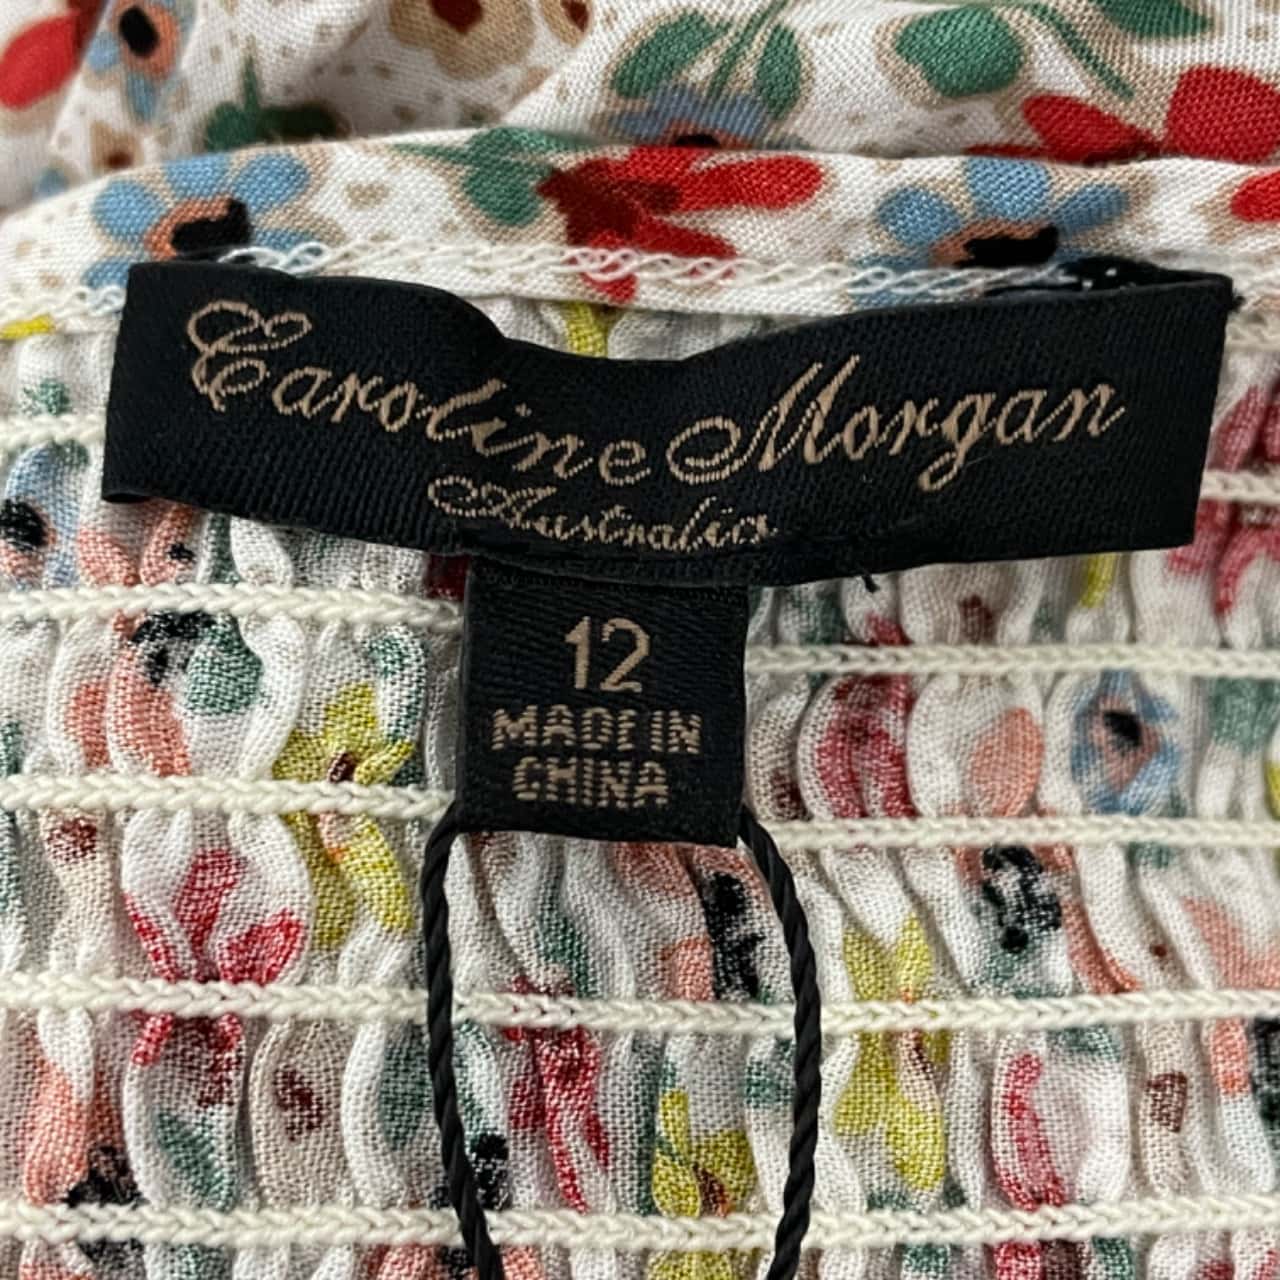 Caroline Morgan
Australia
12
MADE IN
CHINA